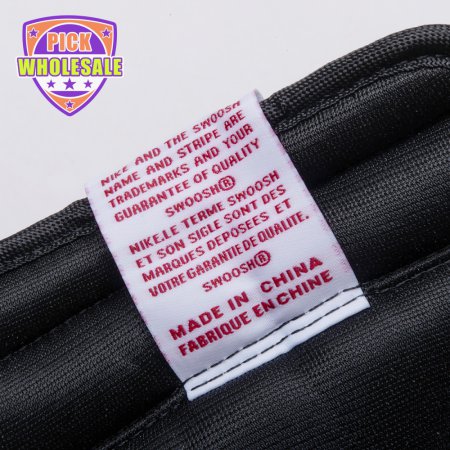 PICK
WHOLESALE
NIKE AND THE SWOOSH
NAME AND STRIPE ARE
TRADEMARKS AND YOUR
GUARANTEE OF QUALITY
SWOOSH®
NIKE.LE TERME SWOOSH
ET SON SIGLE SONT DES
MARQUES DEPOSEES ET
VOTRE GARANTIE DE QUALITE.
SWOOSH®
MADE IN CHINA
FABRIQUE EN CHINE